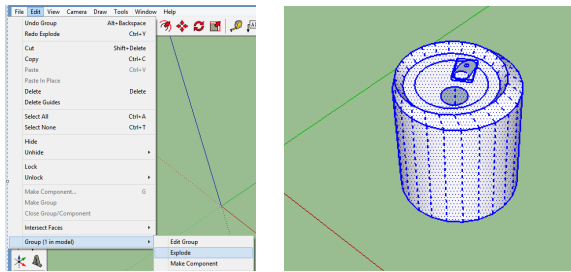 File Edit View Camera Draw Tools Window Help
Undo Group Alt+Backspace
Redo Explode Ctrl+Y
Cut Shift+Delete
Copy Ctrl+C
Paste Ctrl+V
Paste In Place
Delete Delete
Delete Guides
Select All Ctrl+A
Select None Ctrl+T
Hide
Unhide
Lock
Unlock
Make Component... G
Make Group
Close Group/Component
Intersect Faces
Group (1 in model)
Edit Group
Explode
Make Component